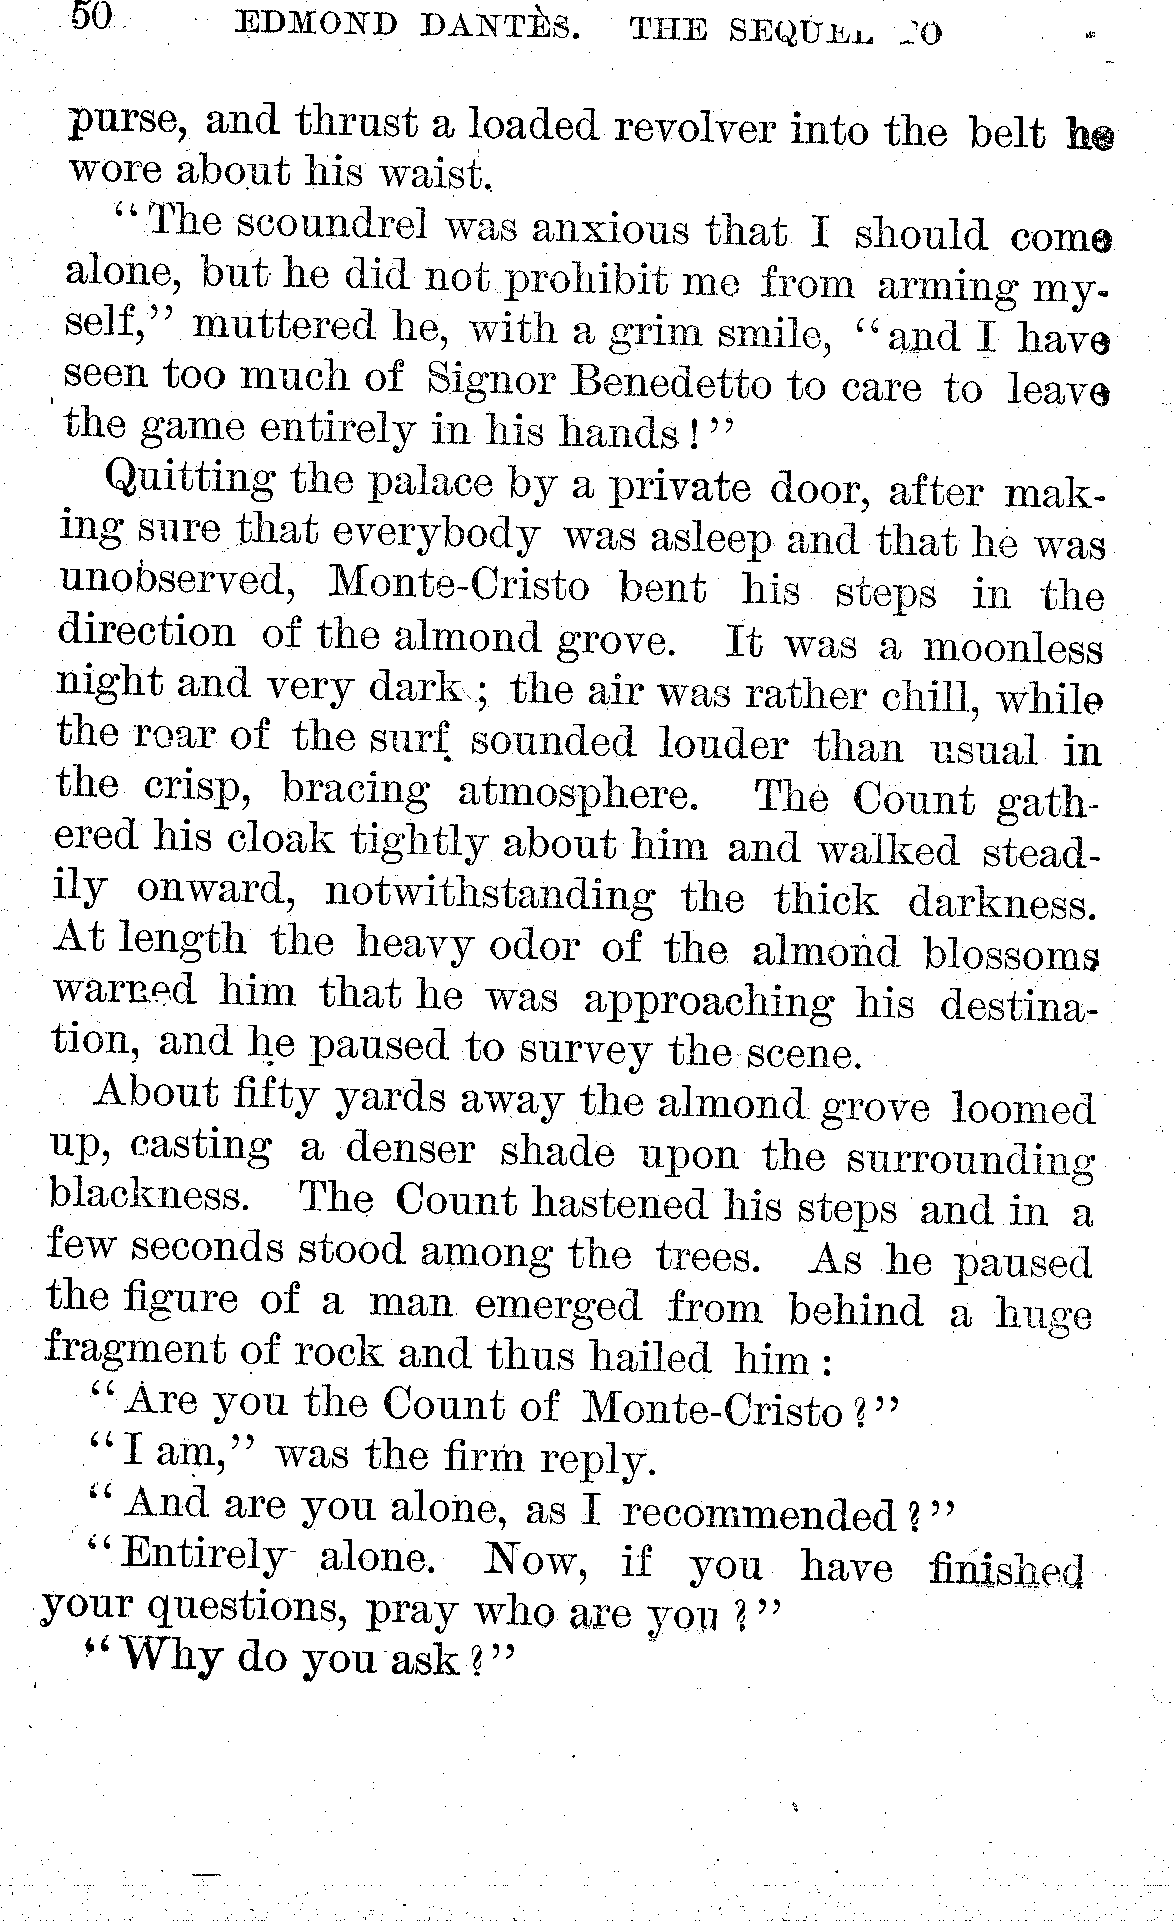 50 EDMOND DANTÈS. THE SEQUEL TO
purse, and thrust a loaded revolver into the belt he
wore about his waist.
“The scoundrel was anxious that I should come
alone, but he did not prohibit me from arming my-
self,” muttered he, with a grim smile, “and I have
seen too much of Signor Benedetto to care to leave
the game entirely in his hands!”
Quitting the palace by a private door, after mak-
ing sure that everybody was asleep and that he was
unobserved, Monte-Cristo bent his steps in the
direction of the almond grove. It was a moonless
night and very dark; the air was rather chill, while
the roar of the surf sounded louder than usual in
the crisp, bracing atmosphere. The Count gath-
ered his cloak tightly about him and walked stead-
ily onward, notwithstanding the thick darkness.
At length the heavy odor of the almond blossoms
warned him that he was approaching his destina-
tion, and he paused to survey the scene.
About fifty yards away the almond grove loomed
up, casting a denser shade upon the surrounding
blackness. The Count hastened his steps and in a
few seconds stood among the trees. As he paused
the figure of a man emerged from behind a huge
fragment of rock and thus hailed him:
“Are you the Count of Monte-Cristo?”
“I am,” was the firm reply.
“And are you alone, as I recommended?”
“Entirely alone. Now, if you have finished
your questions, pray who are you?”
“Why do you ask?”